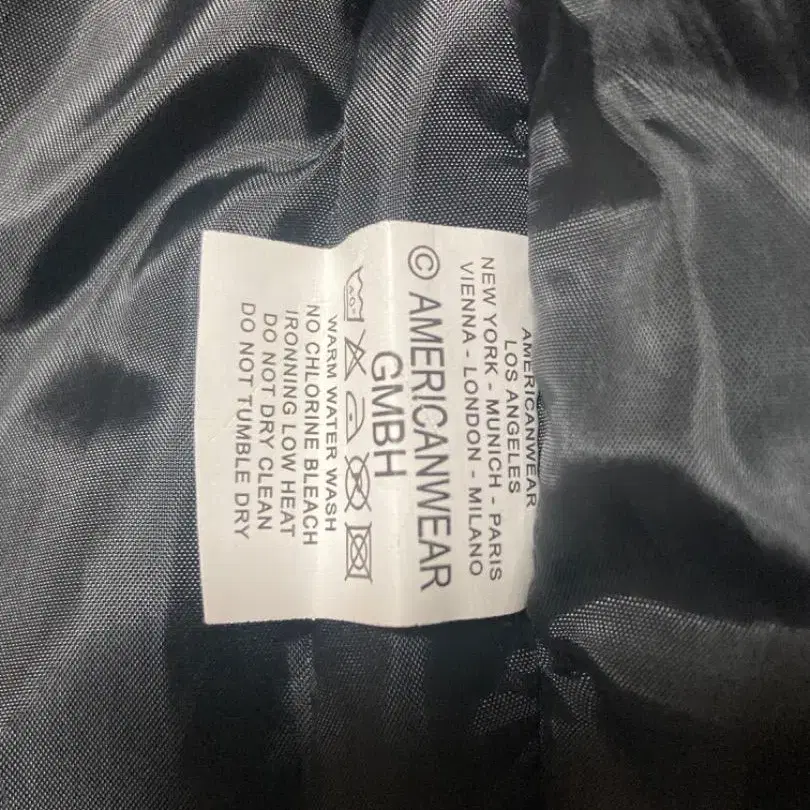 AMERICANWEAR
LOS ANGELES
NEW YORK - MUNICH - PARIS
VIENNA - LONDON - MILANO
© AMERICANWEAR
GMBH
40°
WARM WATER WASH
NO CHLORINE BLEACH
IRONNING LOW HEAT
DO NOT DRY CLEAN
DO NOT TUMBLE DRY